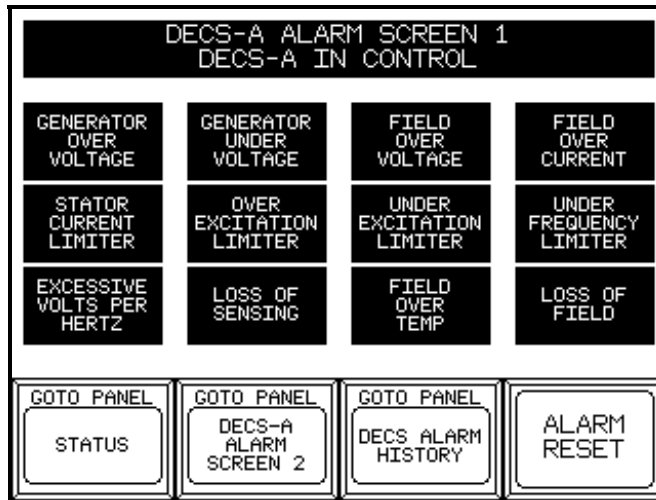 DECS-A ALARM SCREEN 1
DECS-A IN CONTROL
GENERATOR
OVER
VOLTAGE
GENERATOR
UNDER
VOLTAGE
FIELD
OVER
VOLTAGE
FIELD
OVER
CURRENT
STATOR
CURRENT
LIMITER
OVER
EXCITATION
LIMITER
UNDER
EXCITATION
LIMITER
UNDER
FREQUENCY
LIMITER
EXCESSIVE
VOLTS PER
HERTZ
LOSS OF
SENSING
FIELD
OVER
TEMP
LOSS OF
FIELD
GOTO PANEL
STATUS
GOTO PANEL
DECS-A
ALARM
SCREEN 2
GOTO PANEL
DECS ALARM
HISTORY
ALARM
RESET